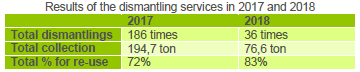 Results of the dismantling services in 2017 and 2018
2017 2018
Total dismantlings 186 times 36 times
Total collection 194,7 ton 76,6 ton
Total % for re-use 72% 83%